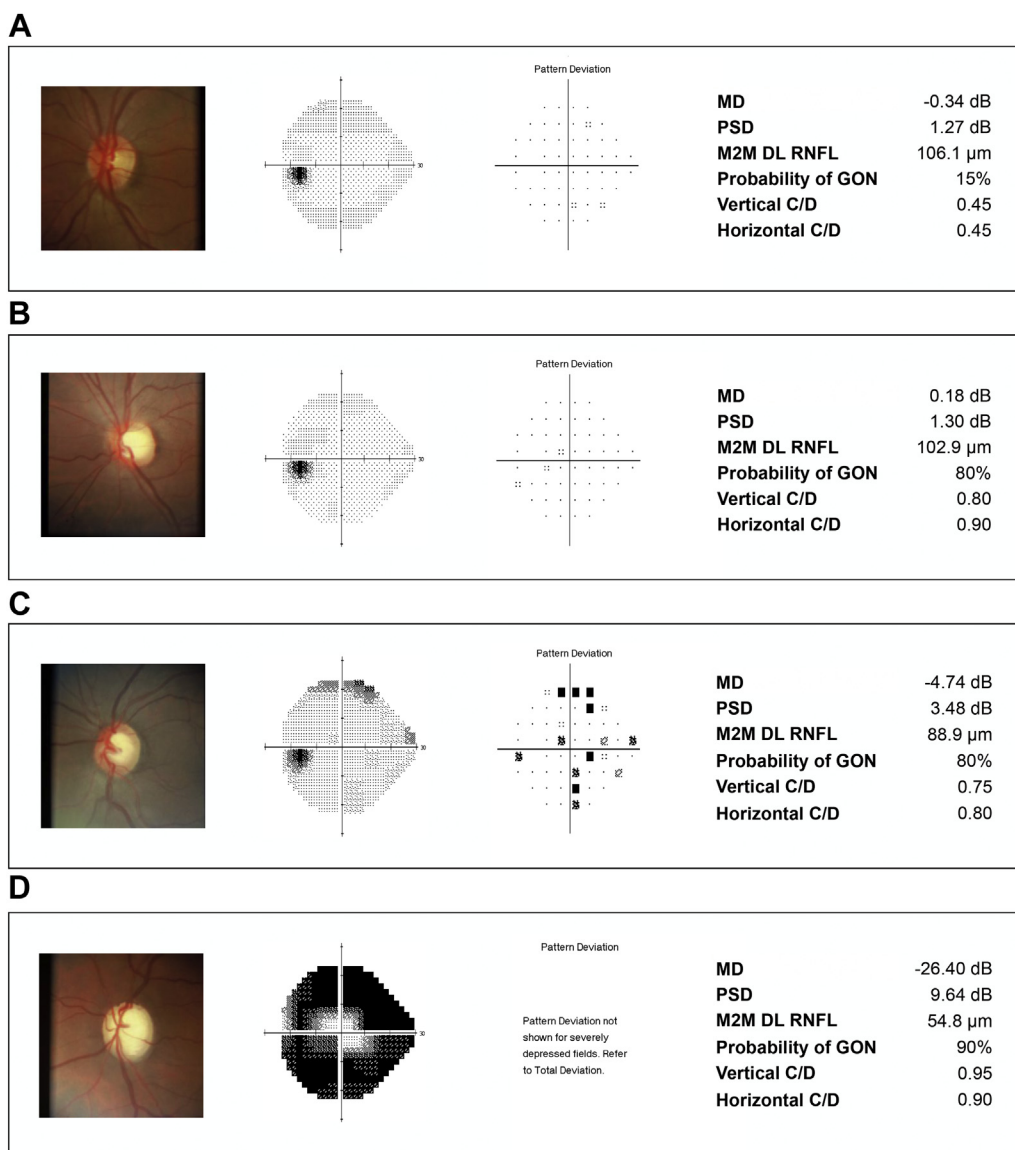 A
Pattern Deviation
30
MD -0.34 dB
PSD 1.27 dB
M2M DL RNFL 106.1 µm
Probability of GON 15%
Vertical C/D 0.45
Horizontal C/D 0.45
B
Pattern Deviation
30
MD 0.18 dB
PSD 1.30 dB
M2M DL RNFL 102.9 µm
Probability of GON 80%
Vertical C/D 0.80
Horizontal C/D 0.90
C
Pattern Deviation
30
MD -4.74 dB
PSD 3.48 dB
M2M DL RNFL 88.9 µm
Probability of GON 80%
Vertical C/D 0.75
Horizontal C/D 0.80
D
Pattern Deviation
30
Pattern Deviation not
shown for severely
depressed fields. Refer
to Total Deviation.
MD -26.40 dB
PSD 9.64 dB
M2M DL RNFL 54.8 µm
Probability of GON 90%
Vertical C/D 0.95
Horizontal C/D 0.90